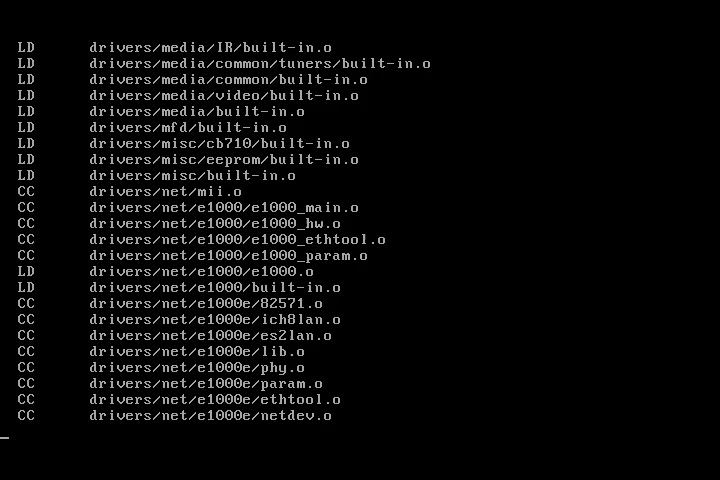 LD      drivers/media/IR/built-in.o
LD      drivers/media/common/tuners/built-in.o
LD      drivers/media/common/built-in.o
LD      drivers/media/video/built-in.o
LD      drivers/media/built-in.o
LD      drivers/mfd/built-in.o
LD      drivers/misc/cb710/built-in.o
LD      drivers/misc/eeprom/built-in.o
LD      drivers/misc/built-in.o
CC      drivers/net/mii.o
CC      drivers/net/e1000/e1000_main.o
CC      drivers/net/e1000/e1000_hw.o
CC      drivers/net/e1000/e1000_ethtool.o
CC      drivers/net/e1000/e1000_param.o
LD      drivers/net/e1000/e1000.o
LD      drivers/net/e1000/built-in.o
CC      drivers/net/e1000e/82571.o
CC      drivers/net/e1000e/ich8lan.o
CC      drivers/net/e1000e/es2lan.o
CC      drivers/net/e1000e/lib.o
CC      drivers/net/e1000e/phy.o
CC      drivers/net/e1000e/param.o
CC      drivers/net/e1000e/ethtool.o
CC      drivers/net/e1000e/netdev.o